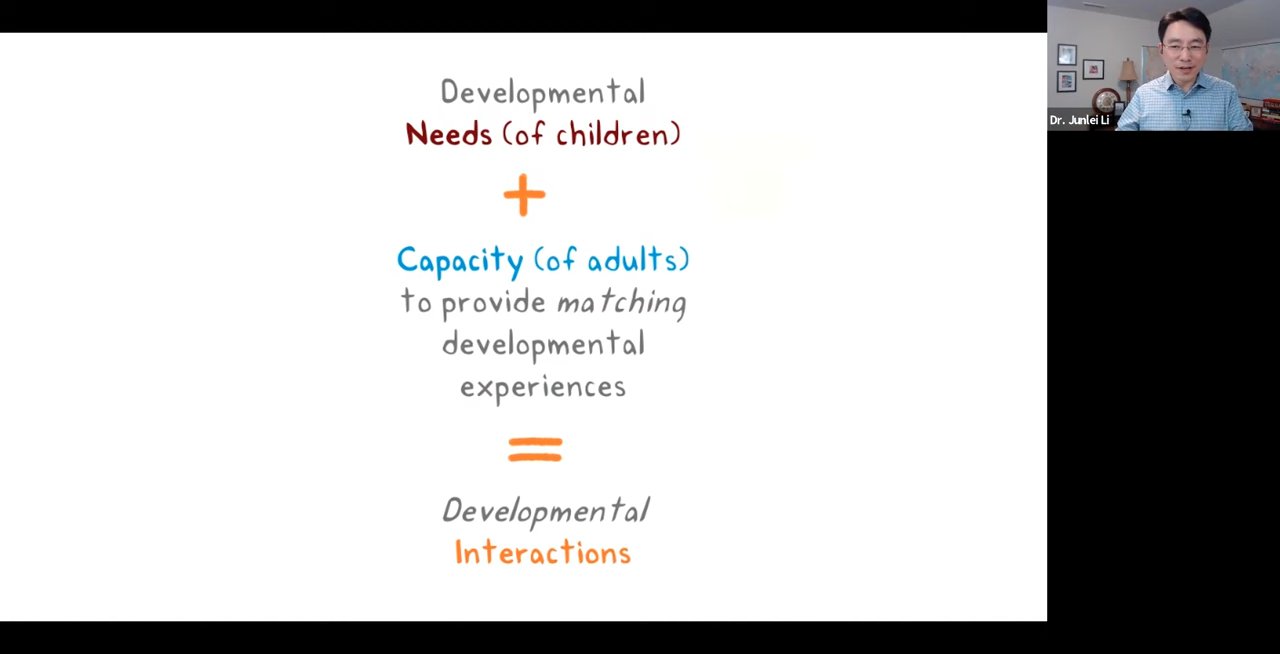 Developmental
Needs (of children)
+
Capacity (of adults)
to provide matching
developmental
experiences
=
Developmental
Interactions
Dr. Junlei Li